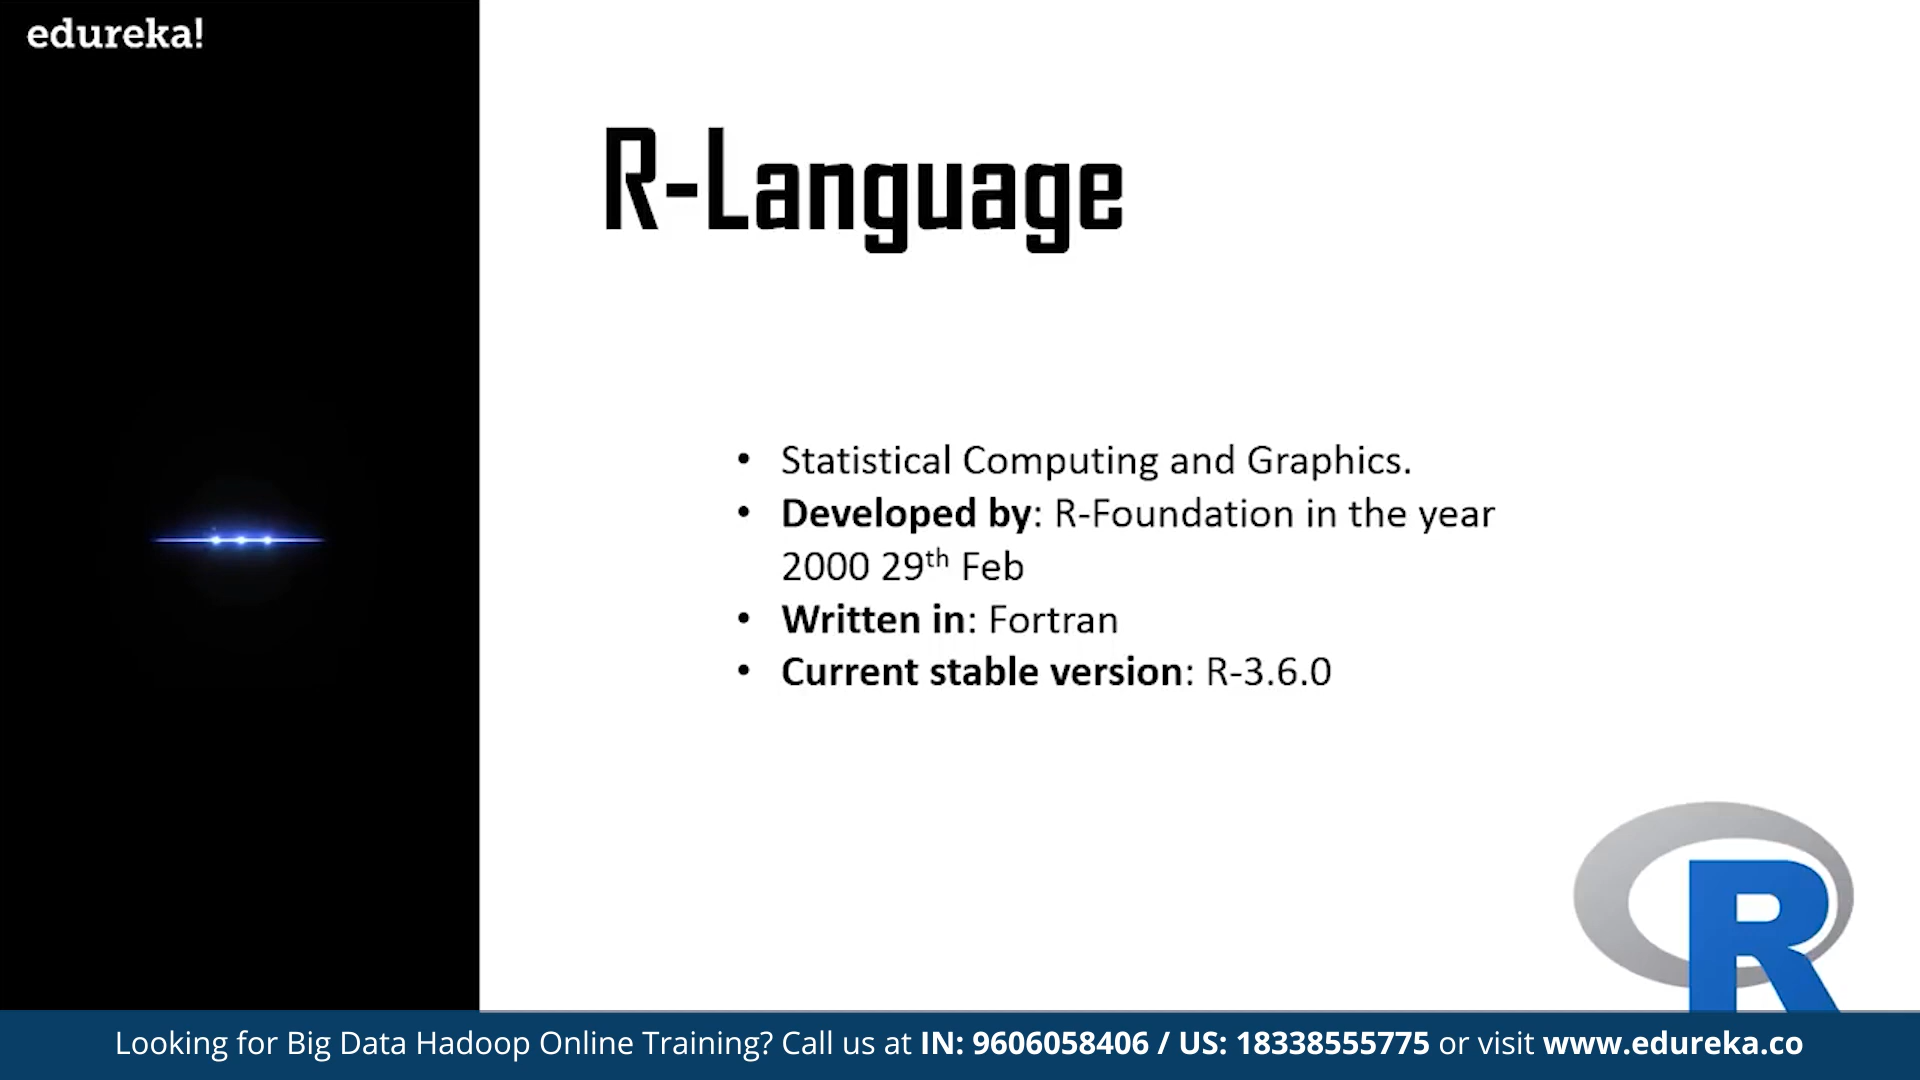 edureka!
R-Language
• Statistical Computing and Graphics.
• Developed by: R-Foundation in the year
2000 29th Feb
• Written in: Fortran
• Current stable version: R-3.6.0
R
Looking for Big Data Hadoop Online Training? Call us at IN: 9606058406 / US: 18338555775 or visit www.edureka.co